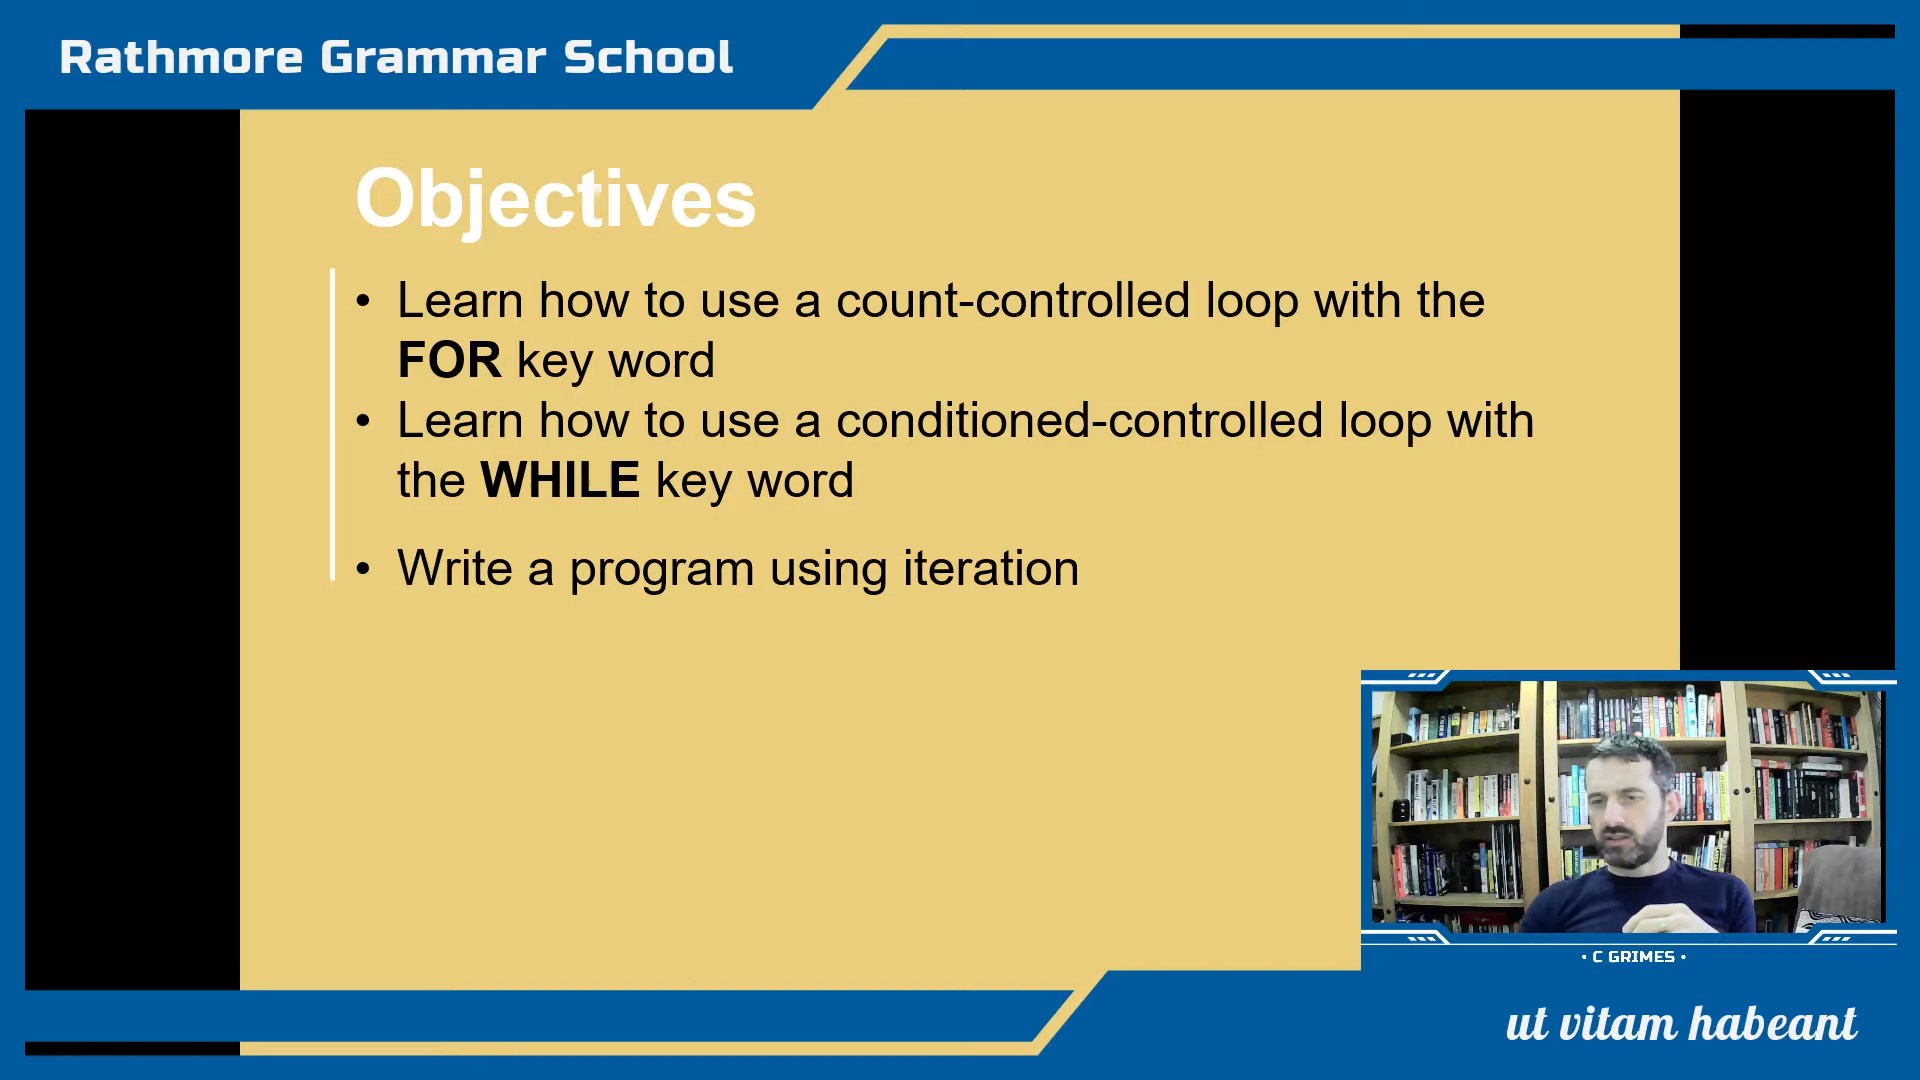 Rathmore Grammar School
Objectives
• Learn how to use a count-controlled loop with the
FOR key word
• Learn how to use a conditioned-controlled loop with
the WHILE key word
• Write a program using iteration
• C GRIMES •
ut vitam habeant